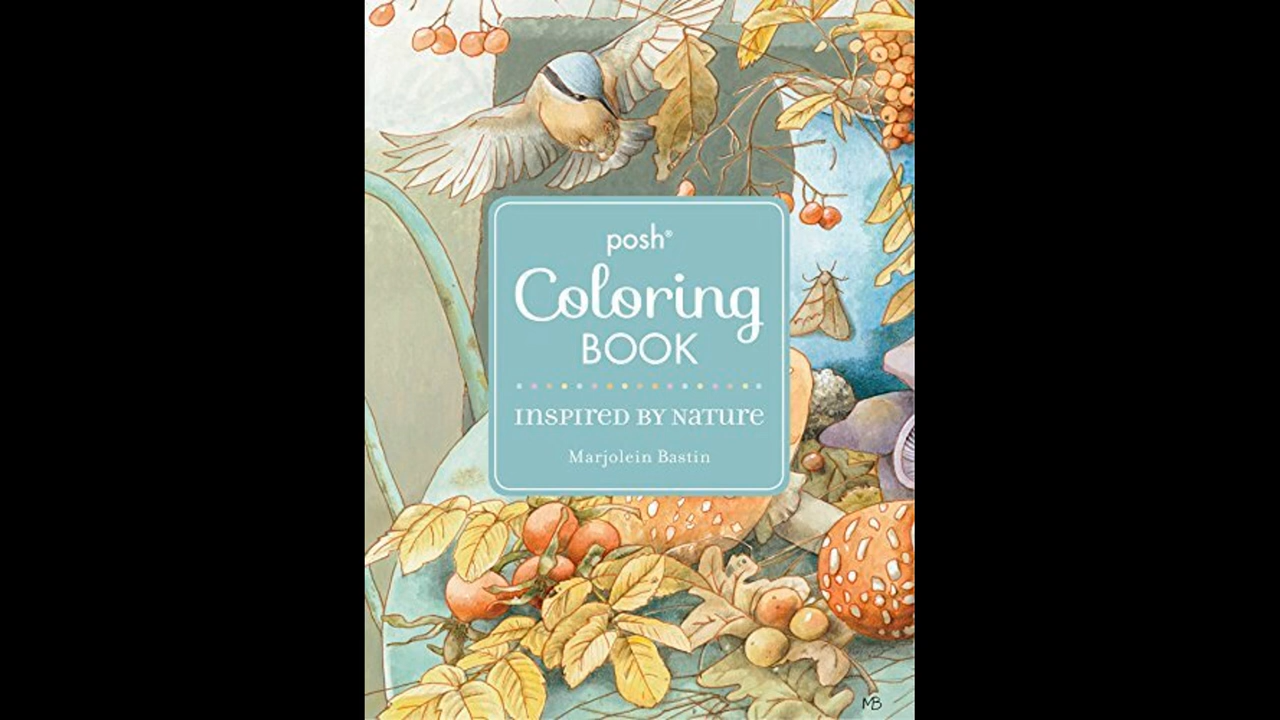 posh®
Coloring
BOOK
INSPIRED BY NATURE
Marjolein Bastin
MB